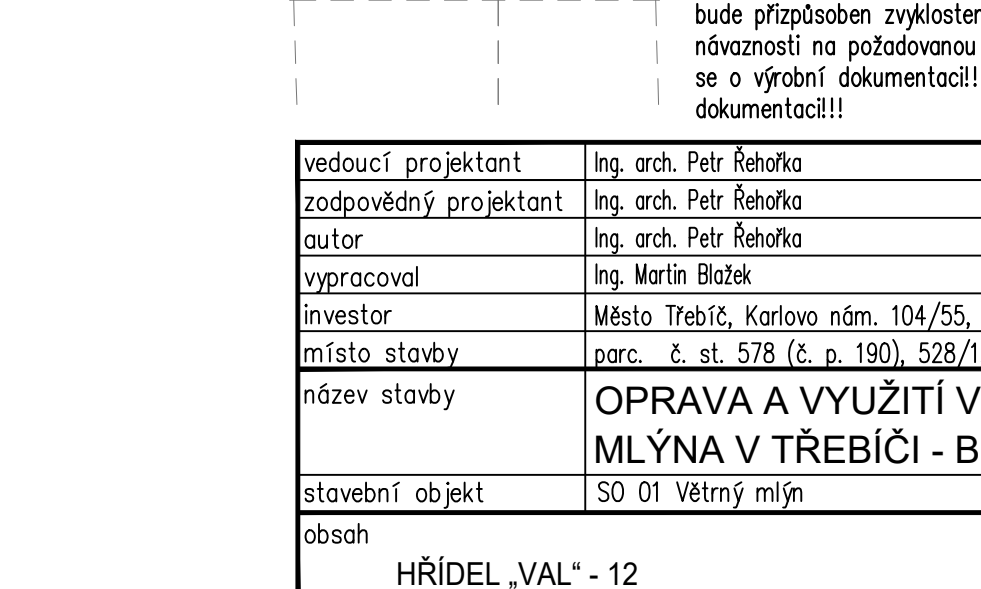 bude přizpůsoben
návaznosti na požadovanou
se o výrobní dokumentaci!!
dokumentaci!!!
vedoucí projektant Ing. arch. Petr Řehořka
zodpovědný projektant Ing. arch. Petr Řehořka
autor Ing. arch. Petr Řehořka
vypracoval Ing. Martin Blažek
investor Město Třebíč, Karlovo nám. 104/55,
místo stavby parc. č. st. 578 (č. p. 190), 528/1
název stavby OPRAVA A VYUŽITÍ V
MLÝNA V TŘEBÍČI - B
stavební objekt SO 01 Větrný mlýn
obsah
HŘÍDEL „VAL“ - 12